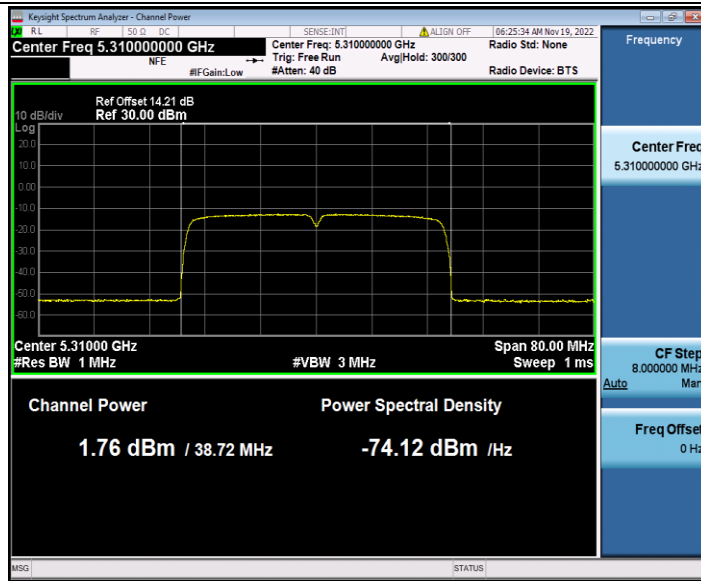 Keysight Spectrum Analyzer - Channel Power
RL RF 50 Ω DC SENSE:INT ALIGN OFF 06:25:34 AM Nov 19, 2022
Center Freq 5.310000000 GHz
NFE
#IFGain:Low
Center Freq: 5.310000000 GHz
Trig: Free Run Avg|Hold: 300/300
#Atten: 40 dB
Radio Std: None
Radio Device: BTS
Frequency
Ref Offset 14.21 dB
10 dB/div Ref 30.00 dBm
Log
20.0
10.0
0.00
-10.0
-20.0
-30.0
-40.0
-50.0
-60.0
Center 5.31000 GHz Span 80.00 MHz
#Res BW 1 MHz #VBW 3 MHz Sweep 1 ms
Channel Power Power Spectral Density
1.76 dBm / 38.72 MHz -74.12 dBm /Hz
Center Freq
5.310000000 GHz
CF Step
8.000000 MHz
Auto Man
Freq Offset
0 Hz
MSG STATUS